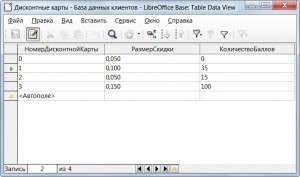 Дисконтные карты - База данных клиентов - LibreOffice Base: Table Data View
Файл Правка Вид Вставка Сервис Окно Справка
НомерДисконтнойКарты РазмерСкидки КоличествоБаллов
0 0,050 0
1 0,100 35
2 0,050 15
3 0,150 100
<Автополе>
Запись 2 из 4